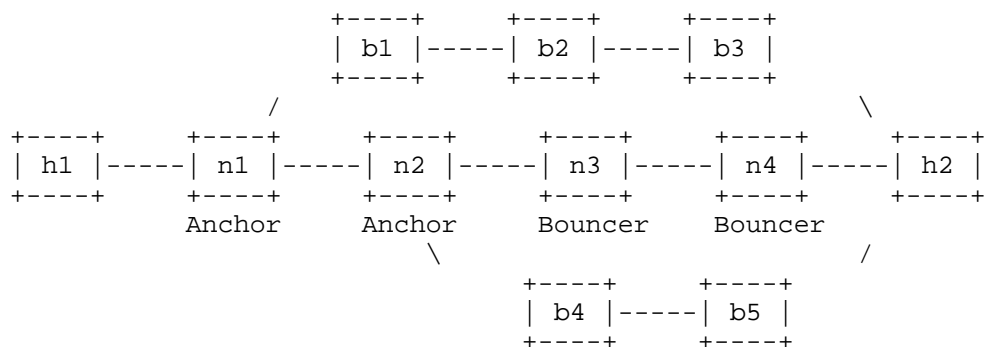 b1 b2 b3
h1 n1 n2 n3 n4 h2
Anchor Anchor Bouncer Bouncer
b4 b5